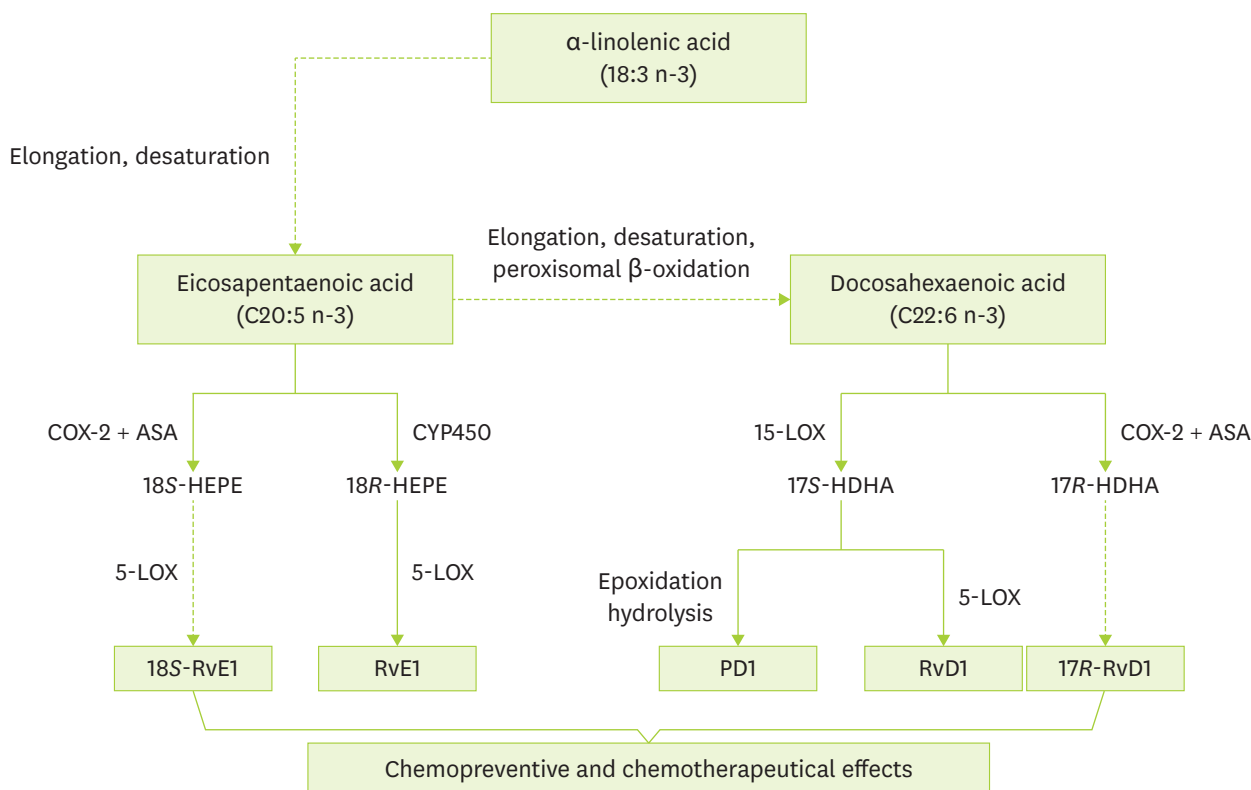 α-linolenic acid
(18:3 n-3)
Elongation, desaturation
Elongation, desaturation,
peroxisomal β-oxidation
Eicosapentaenoic acid
(C20:5 n-3)
Docosahexaenoic acid
(C22:6 n-3)
COX-2 + ASA
CYP450
15-LOX
COX-2 + ASA
18S-HEPE
18R-HEPE
17S-HDHA
17R-HDHA
5-LOX
5-LOX
Epoxidation
hydrolysis
5-LOX
18S-RvE1
RvE1
PD1
RvD1
17R-RvD1
Chemopreventive and chemotherapeutical effects